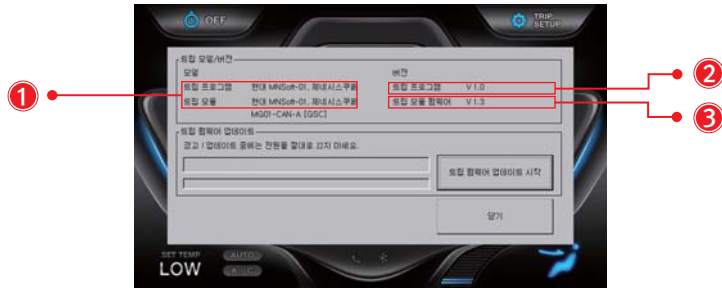 OFF
TRIP
SETUP
트립 모델/버전
모델
버전
트립 프로그램 현대 MNSoft-01, 제네시스쿠페
트립 프로그램 V 1.0
트립 모듈 현대 MNSoft-01, 제네시스쿠페
트립 모듈 펌웨어 V 1.3
MG01-CAN-A [GSC]
트립 펌웨어 업데이트
경고 ! 업데이트 중에는 전원을 절대로 끄지 마세요.
트립 펌웨어 업데이트 시작
닫기
SET TEMP
AUTO
LOW
A/C
1
2
3